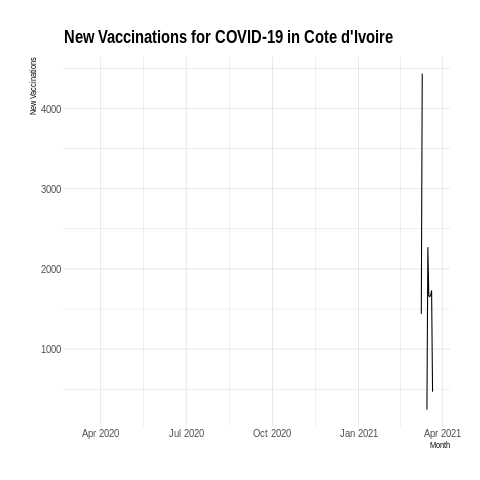 New Vaccinations for COVID-19 in Cote d'Ivoire
New Vaccinations
4000
3000
2000
1000
Apr 2020 Jul 2020 Oct 2020 Jan 2021 Apr 2021
Month